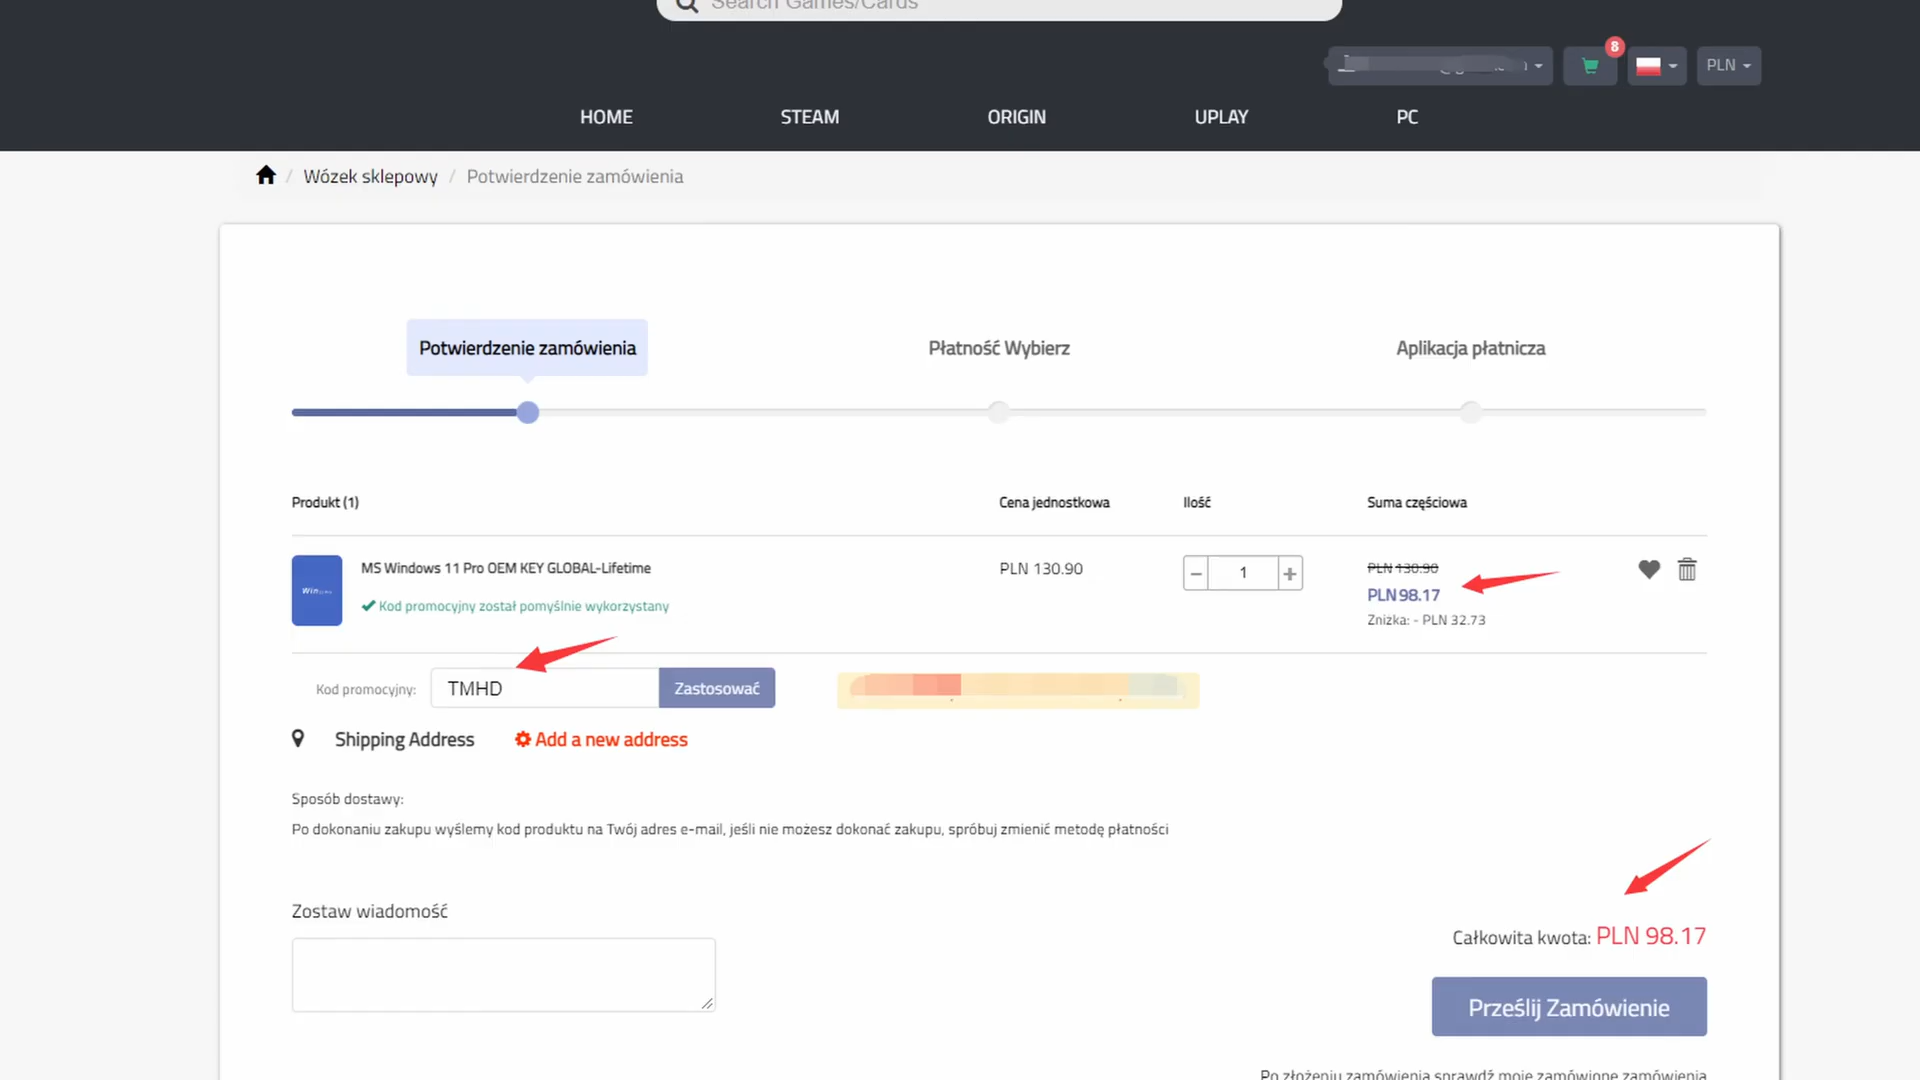 Search Games/Cards
8
PLN
HOME STEAM ORIGIN UPLAY PC
/ Wózek sklepowy / Potwierdzenie zamówienia
Potwierdzenie zamówienia Płatność Wybierz Aplikacja płatnicza
Produkt (1) Cena jednostkowa Ilość Suma częściowa
MS Windows 11 Pro OEM KEY GLOBAL-Lifetime PLN 130.90 − 1 + PLN 130.90
Win
PLN 98.17
Kod promocyjny został pomyślnie wykorzystany
Zniżka: - PLN 32.73
Kod promocyjny: TMHD Zastosować
Shipping Address Add a new address
Sposób dostawy:
Po dokonaniu zakupu wyślemy kod produktu na Twój adres e-mail, jeśli nie możesz dokonać zakupu, spróbuj zmienić metodę płatności
Zostaw wiadomość
Całkowita kwota: PLN 98.17
Prześlij Zamówienie
Po złożeniu zamówienia sprawdź moje zamówione zamówienia